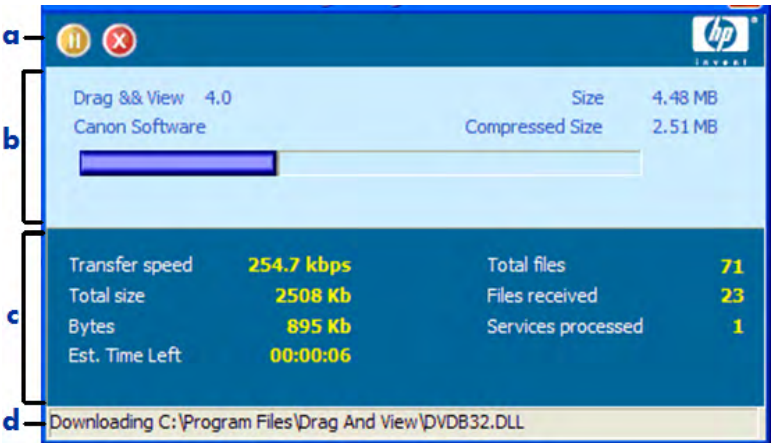 a
hp
invent
b
Drag && View 4.0 Size 4.48 MB
Canon Software Compressed Size 2.51 MB
c
Transfer speed 254.7 kbps Total files 71
Total size 2508 Kb Files received 23
Bytes 895 Kb Services processed 1
Est. Time Left 00:00:06
d
Downloading C:\Program Files\Drag And View\DVDB32.DLL